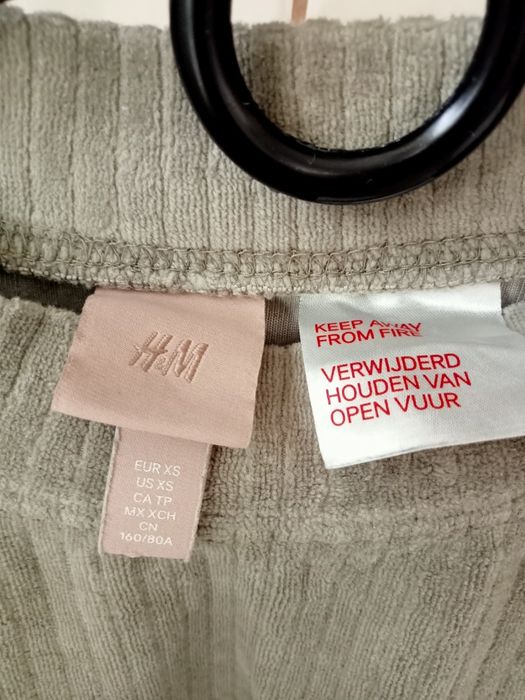 H&M
EUR XS
US XS
CA TP
MX XCH
CN
160/80A
KEEP AWAY
FROM FIRE
VERWIJDERD
HOUDEN VAN
OPEN VUUR